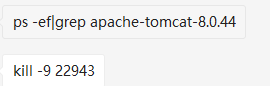 ps -ef|grep apache-tomcat-8.0.44
kill -9 22943